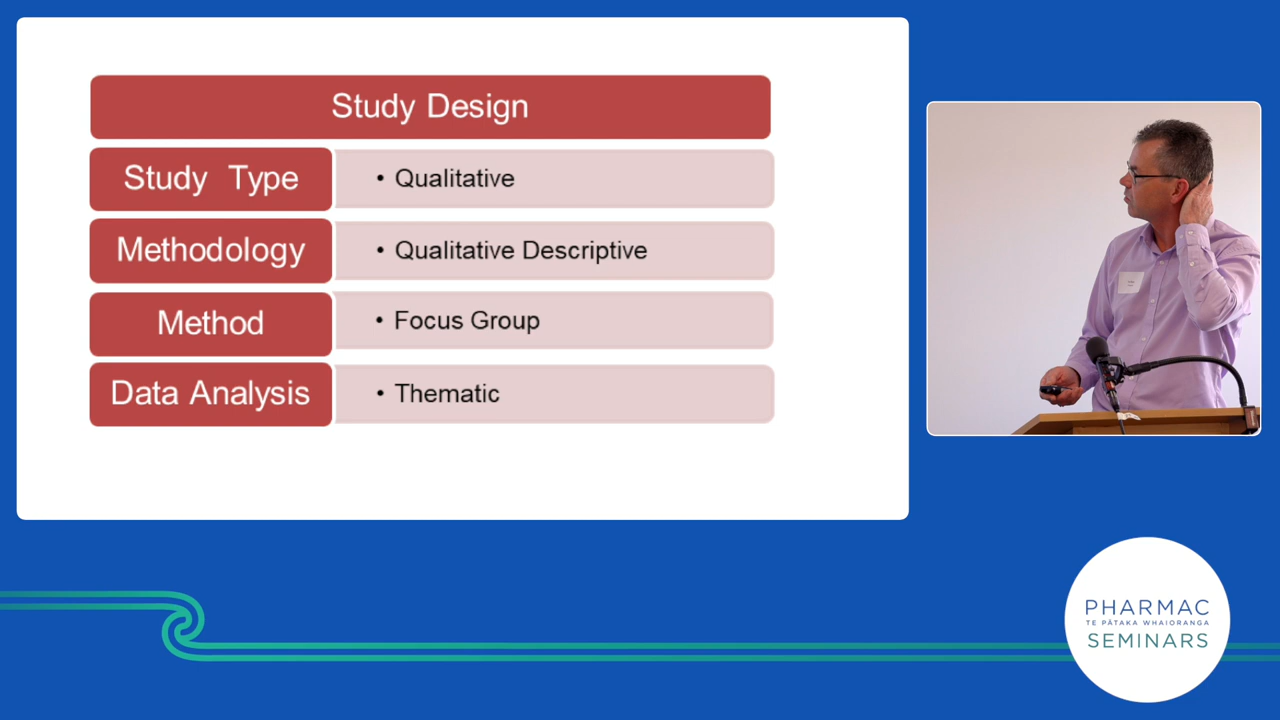 Study Design
Study Type
• Qualitative
Methodology
• Qualitative Descriptive
Method
• Focus Group
Data Analysis
• Thematic
PHARMAC
TE PĀTAKA WHAIORANGA
SEMINARS